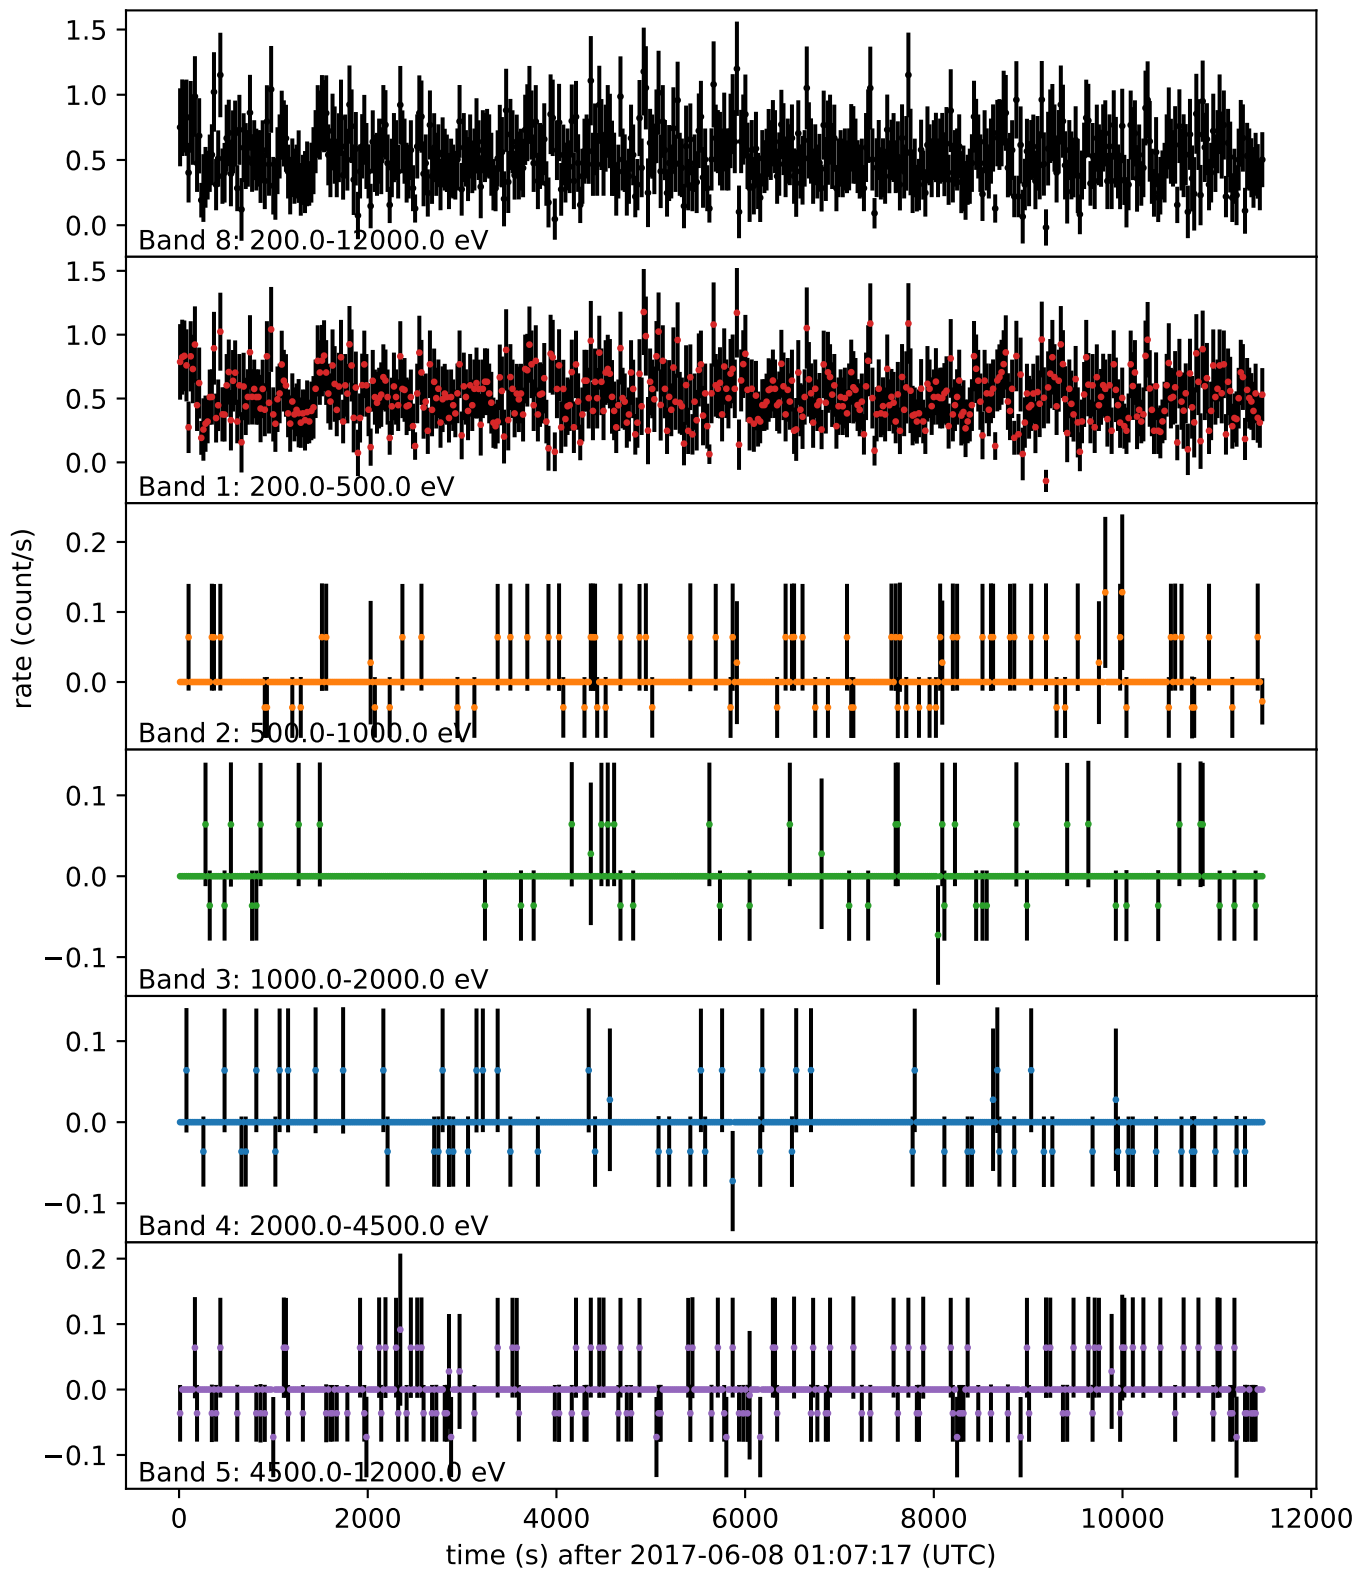 1.5
1.0
0.5
0.0
Band 8: 200.0-12000.0 eV
1.5
1.0
0.5
0.0
Band 1: 200.0-500.0 eV
rate (count/s)
0.2
0.1
0.0
Band 2: 500.0-1000.0 eV
0.1
0.0
−0.1
Band 3: 1000.0-2000.0 eV
0.1
0.0
−0.1
Band 4: 2000.0-4500.0 eV
0.2
0.1
0.0
−0.1
Band 5: 4500.0-12000.0 eV
0 2000 4000 6000 8000 10000 12000
time (s) after 2017-06-08 01:07:17 (UTC)